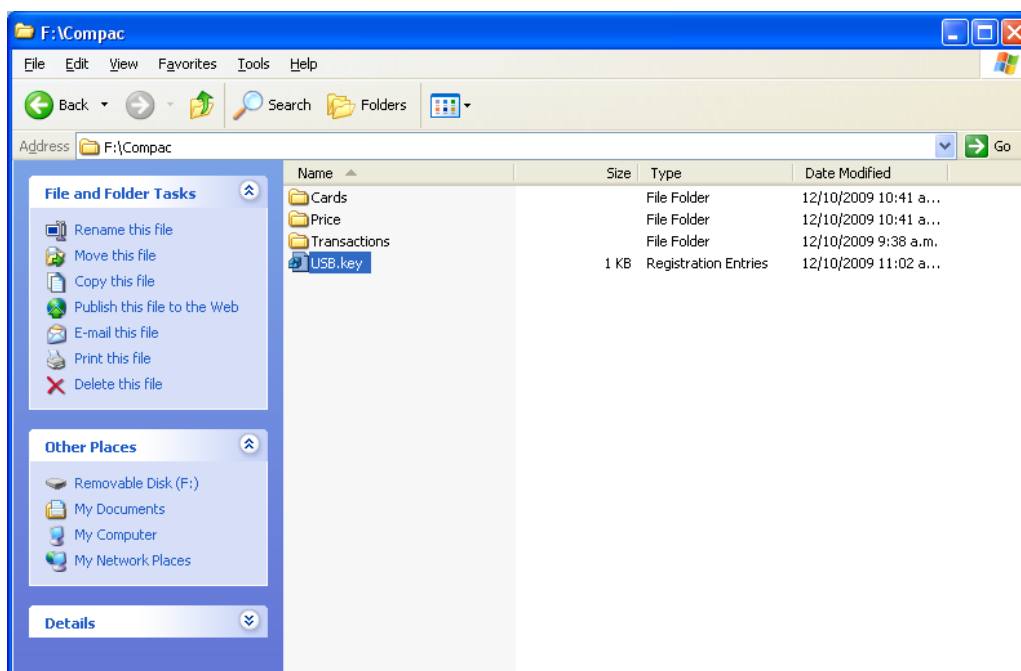 F:\Compac
File Edit View Favorites Tools Help
Back Search Folders
Address F:\Compac Go
Name Size Type Date Modified
Cards File Folder 12/10/2009 10:41 a...
Price File Folder 12/10/2009 10:41 a...
Transactions File Folder 12/10/2009 9:38 a.m.
USB.key 1 KB Registration Entries 12/10/2009 11:02 a...
File and Folder Tasks
Rename this file
Move this file
Copy this file
Publish this file to the Web
E-mail this file
Print this file
Delete this file
Other Places
Removable Disk (F:)
My Documents
My Computer
My Network Places
Details